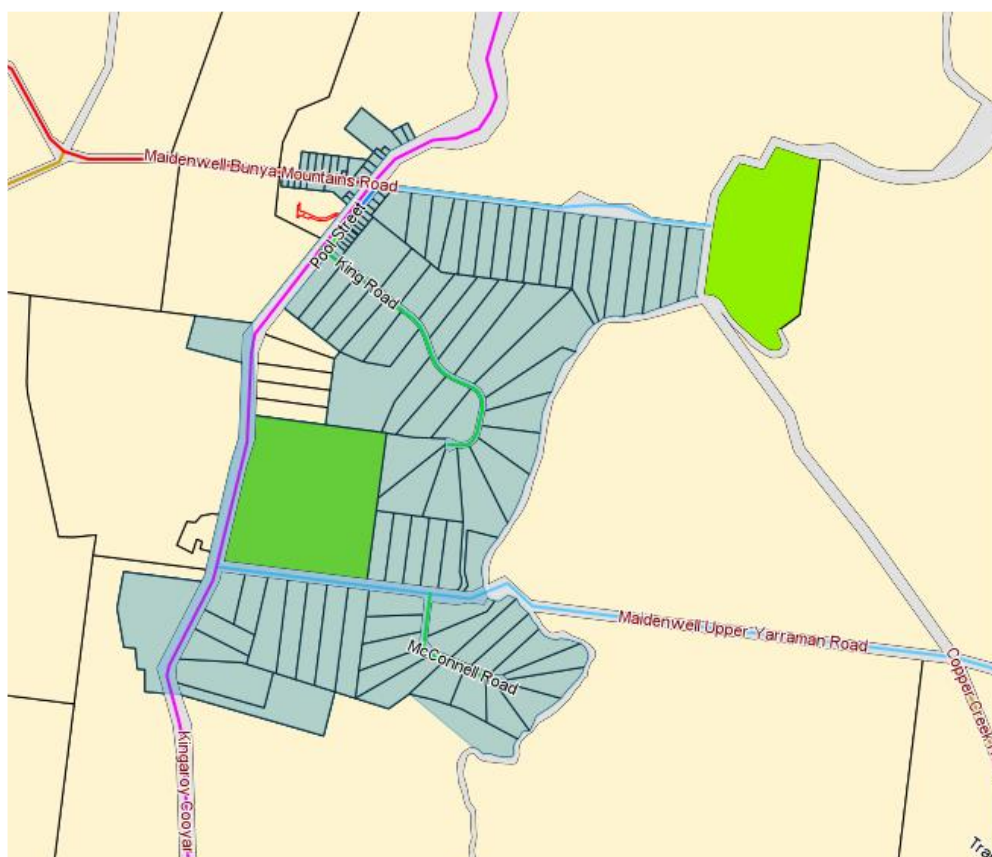 Maidenwell Bunya Mountains Road
Pool Street
King Road
Maidenwell Upper Yarraman Road
McConnell Road
Copper Creek
Kingaroy Cooyar